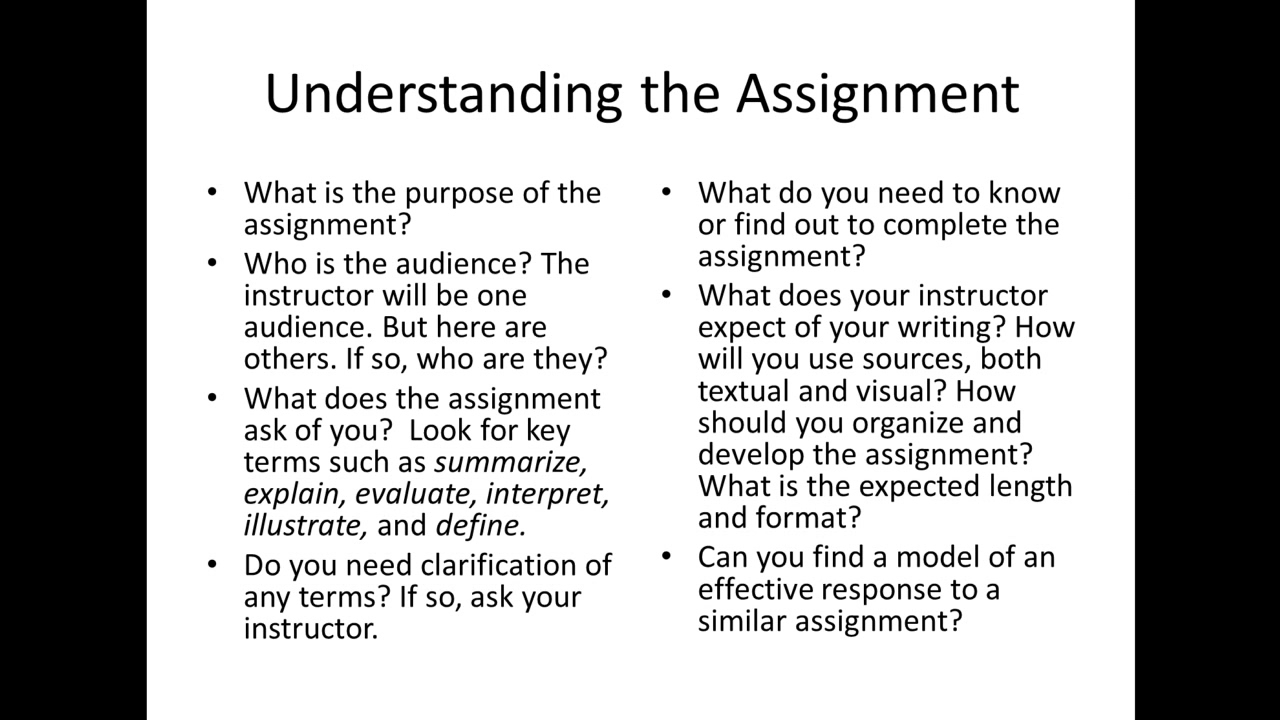 Understanding the Assignment
• What is the purpose of the
assignment?
• Who is the audience? The
instructor will be one
audience. But here are
others. If so, who are they?
• What does the assignment
ask of you?  Look for key
terms such as summarize,
explain, evaluate, interpret,
illustrate, and define.
• Do you need clarification of
any terms? If so, ask your
instructor.
• What do you need to know
or find out to complete the
assignment?
• What does your instructor
expect of your writing? How
will you use sources, both
textual and visual? How
should you organize and
develop the assignment?
What is the expected length
and format?
• Can you find a model of an
effective response to a
similar assignment?